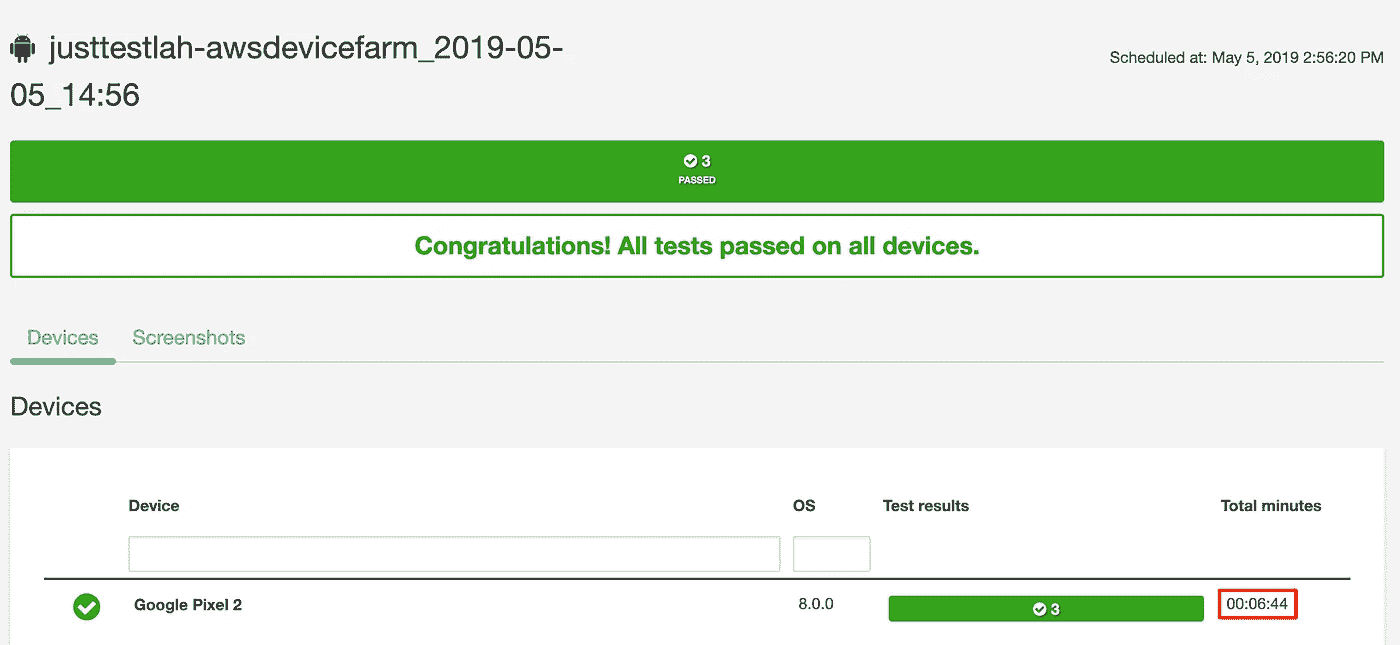 justtestlah-awsdevicefarm_2019-05-
05_14:56
Scheduled at: May 5, 2019 2:56:20 PM
3
PASSED
Congratulations! All tests passed on all devices.
Devices Screenshots
Devices
Device OS Test results Total minutes
Google Pixel 2 8.0.0 3 00:06:44